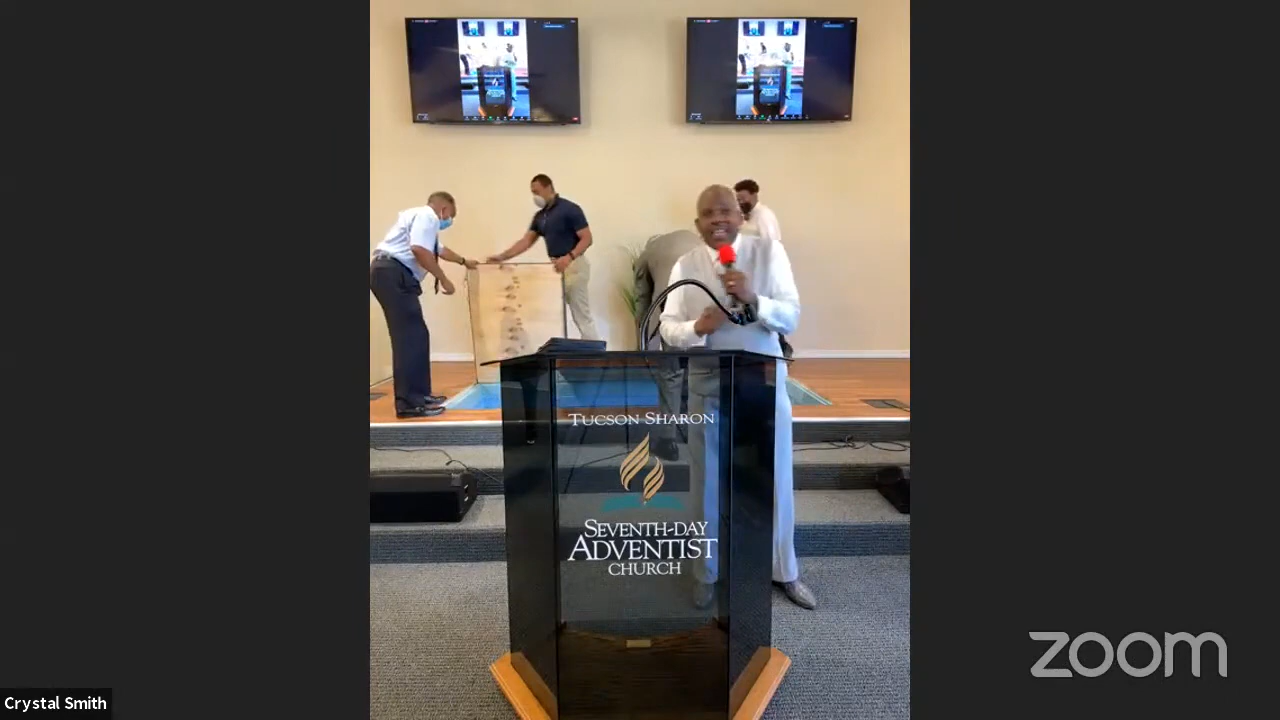 TUCSON SHARON
SEVENTH-DAY
ADVENTIST
CHURCH
zoom
Crystal Smith